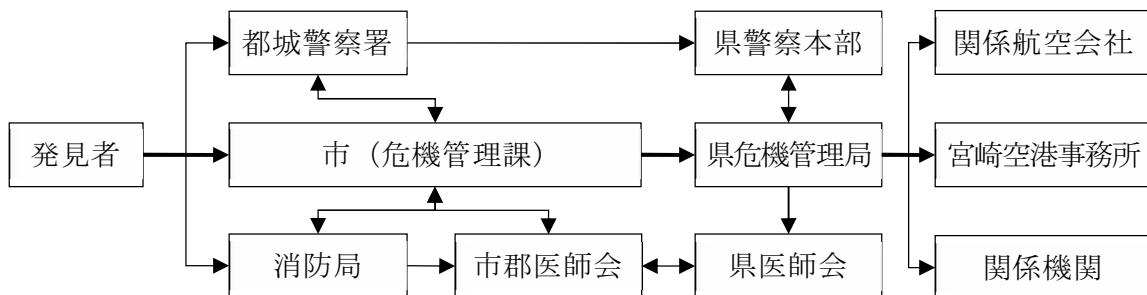 都城警察署
県警察本部
関係航空会社
発見者
市（危機管理課）
県危機管理局
宮崎空港事務所
消防局
市郡医師会
県医師会
関係機関